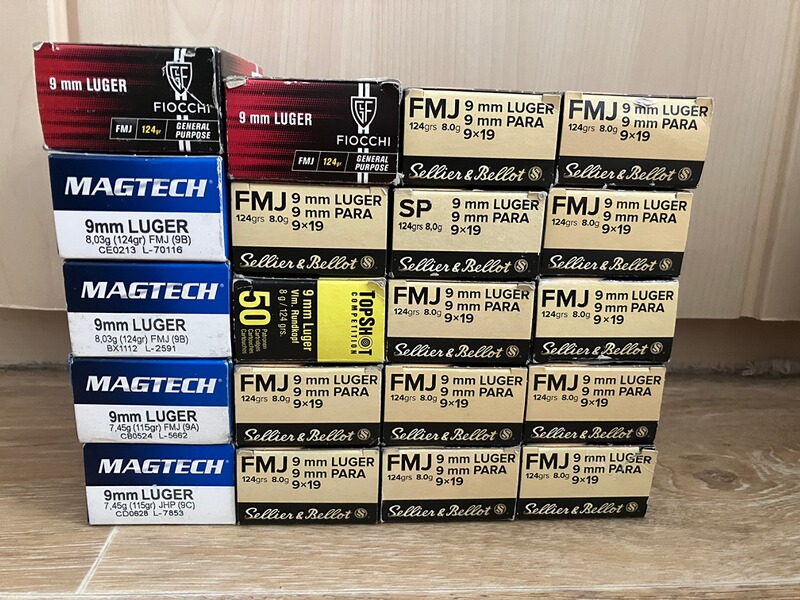 9 mm LUGER
FIOCCHI
FMJ 124gr GENERAL
PURPOSE
9 mm LUGER
FIOCCHI
FMJ 124gr GENERAL
PURPOSE
FMJ 9 mm LUGER
124grs 8.0g 9 mm PARA
9×19
Sellier & Bellot
FMJ 9 mm LUGER
124grs 8.0g 9 mm PARA
9×19
Sellier & Bellot
MAGTECH
9mm LUGER
8,03g (124gr) FMJ (9B)
CE0213 L-70116
FMJ 9 mm LUGER
124grs 8.0g 9 mm PARA
9×19
Sellier & Bellot
SP 9 mm LUGER
124grs 8,0g 9 mm PARA
9×19
Sellier & Bellot
FMJ 9 mm LUGER
124grs 8.0g 9 mm PARA
9×19
Sellier & Bellot
MAGTECH
9mm LUGER
8,03g (124gr) FMJ (9B)
BX1112 L-2591
TOPSHOT
COMPETITION
9 mm Luger
Vm. Rundkopf
8 g / 124 grs.
50
Patronen
Cartridges
Cartouches
Cartuchos
FMJ 9 mm LUGER
124grs 8.0g 9 mm PARA
9×19
Sellier & Bellot
FMJ 9 mm LUGER
124grs 8.0g 9 mm PARA
9×19
Sellier & Bellot
MAGTECH
9mm LUGER
7,45g (115gr) FMJ (9A)
CB0524 L-5662
FMJ 9 mm LUGER
124grs 8.0g 9 mm PARA
9×19
Sellier & Bellot
FMJ 9 mm LUGER
124grs 8.0g 9 mm PARA
9×19
Sellier & Bellot
FMJ 9 mm LUGER
124grs 8.0g 9 mm PARA
9×19
Sellier & Bellot
MAGTECH
9mm LUGER
7,45g (115gr) JHP (9C)
CD0628 L-7853
FMJ 9 mm LUGER
124grs 8.0g 9 mm PARA
9×19
Sellier & Bellot
FMJ 9 mm LUGER
124grs 8.0g 9 mm PARA
9×19
Sellier & Bellot
FMJ 9 mm LUGER
124grs 8.0g 9 mm PARA
9×19
Sellier & Bellot